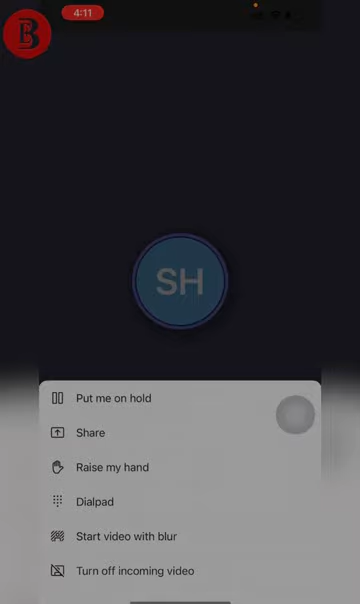 B
4:11
SH
Put me on hold
Share
Raise my hand
Dialpad
Start video with blur
Turn off incoming video